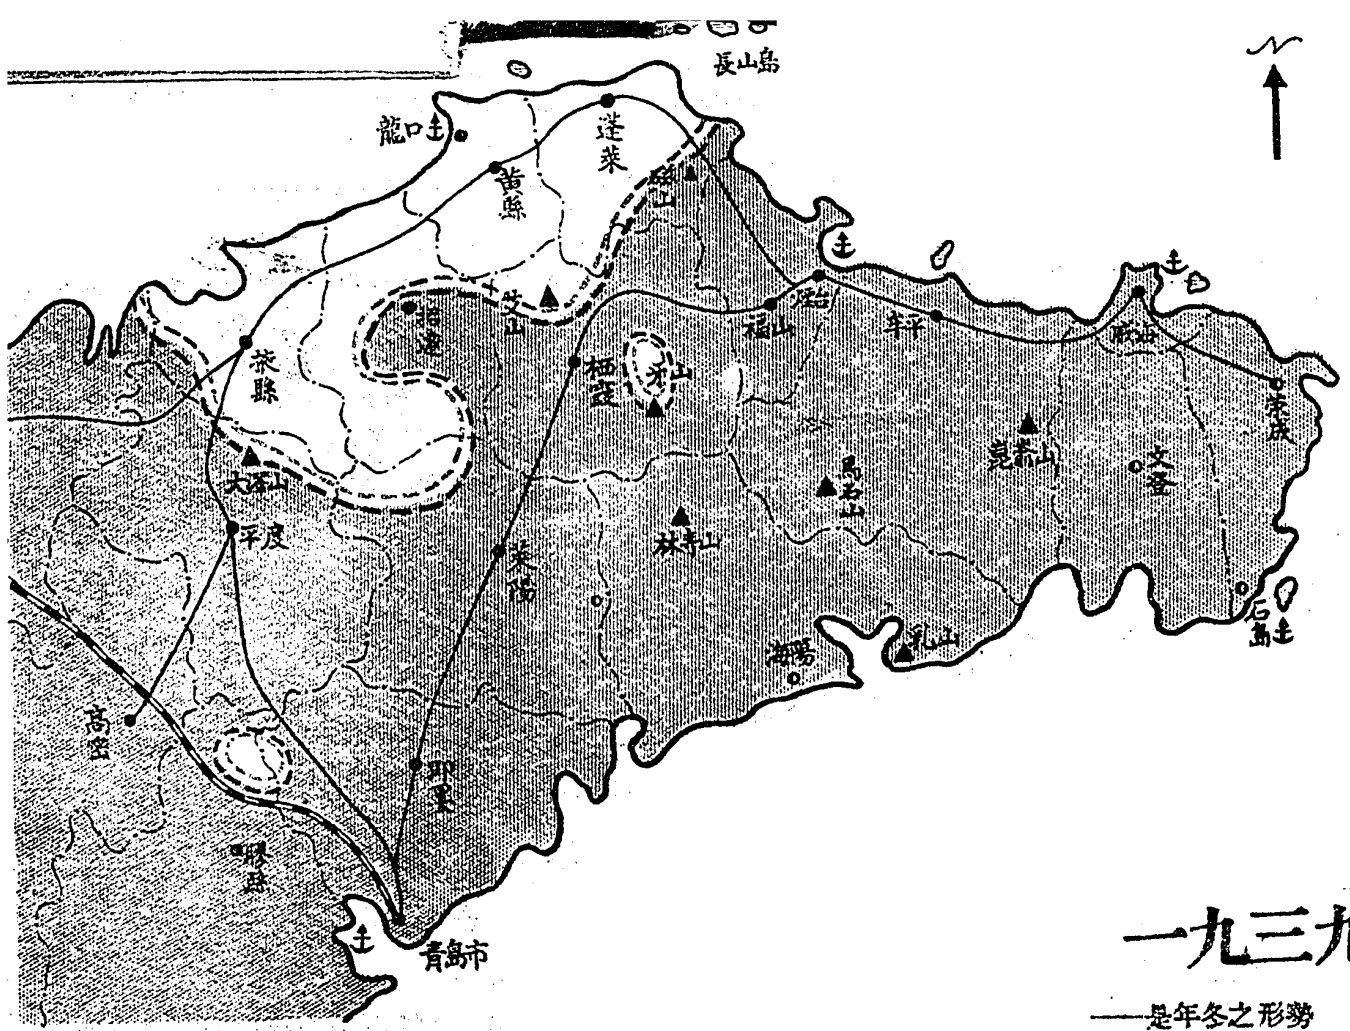 長山島
N
龍口
蓬萊
黃縣
艾山
招遠
煙台
福山
牟平
威海
榮成
掖縣
栖霞
牙山
崑嵛山
文登
大澤山
馬石山
平度
林寺山
萊陽
石島
乳山
海陽
高密
即墨
膠縣
青島市
一九三九
是年冬之形勢